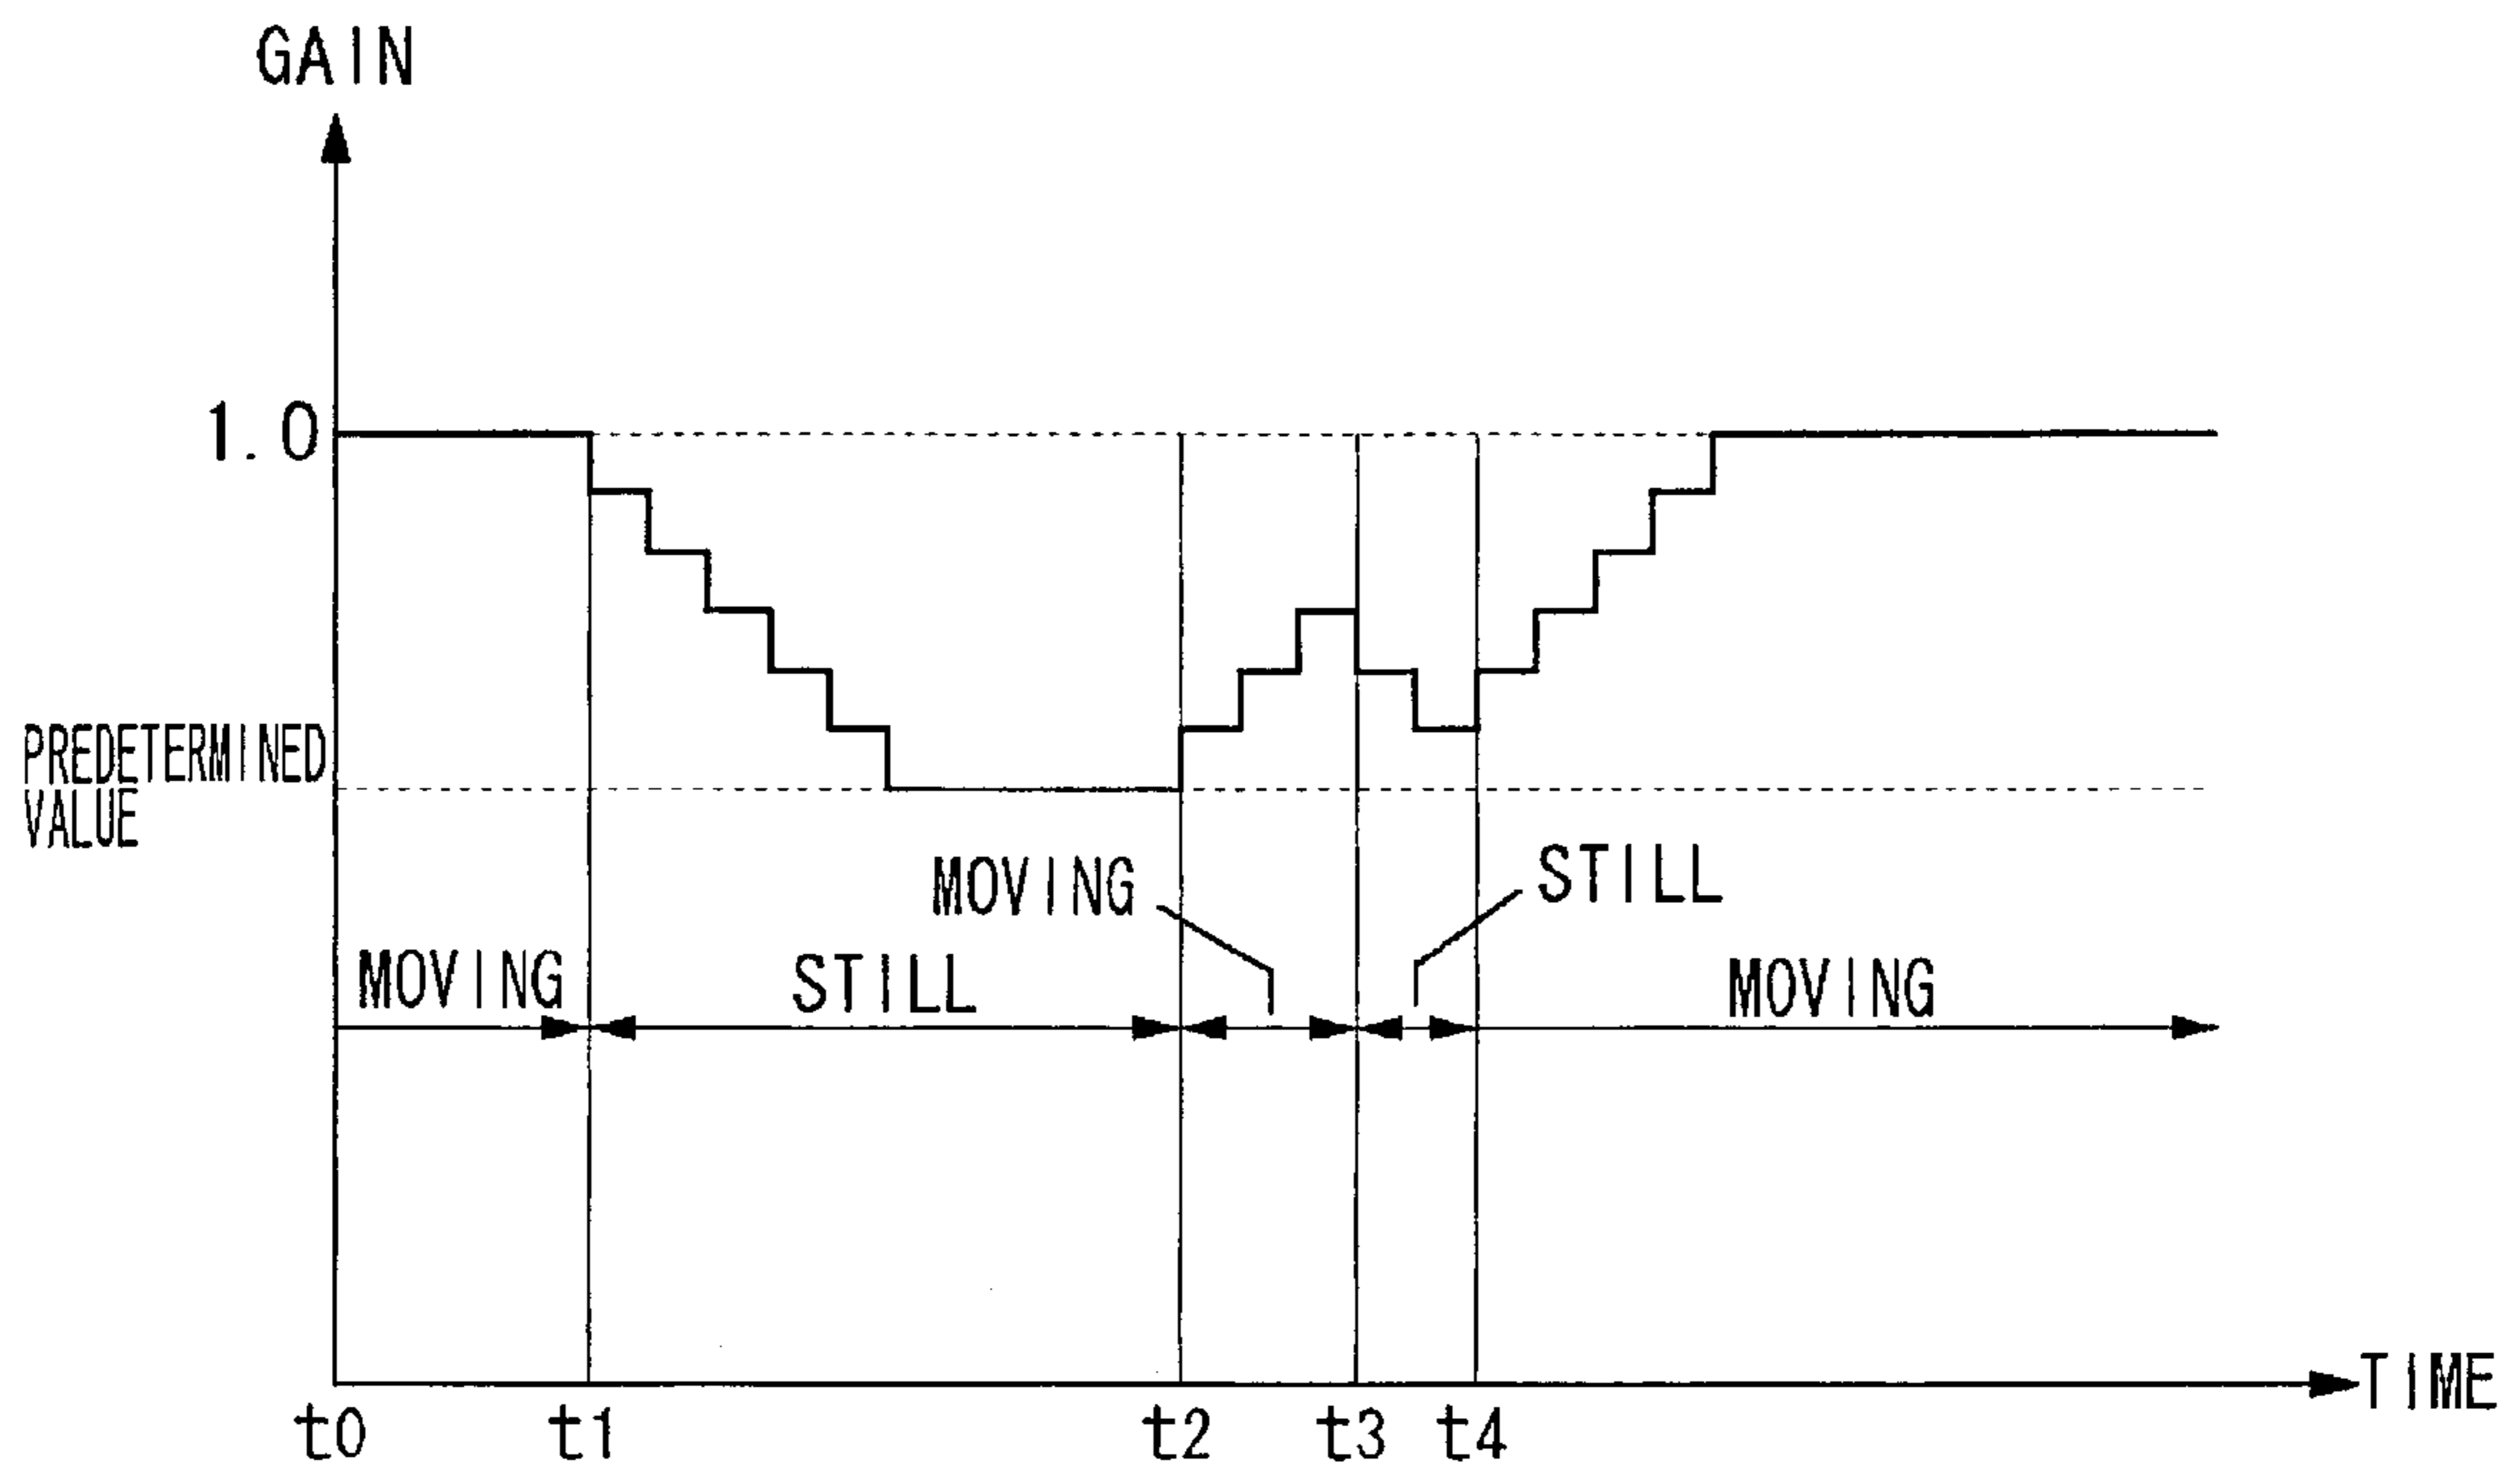 GAIN
1.0
PREDETERMINED
VALUE
MOVING
STILL
MOVING
STILL
MOVING
TIME
t0
t1
t2
t3
t4